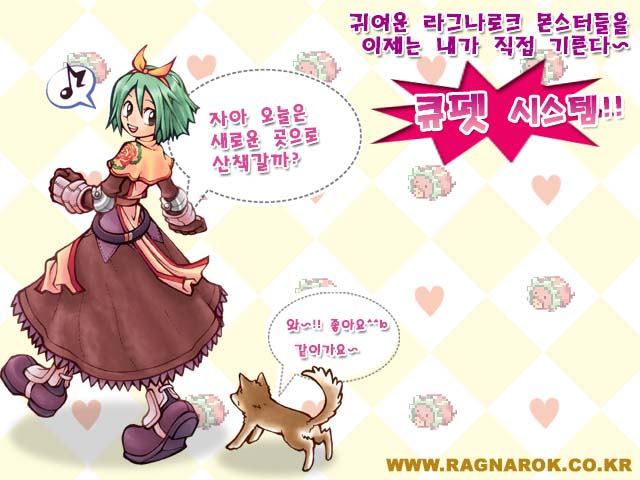 귀여운 라그나로크 몬스터들을
이제는 내가 직접 기른다~
큐펫 시스템!!
자아 오늘은
새로운 곳으로
산책갈까?
와~!! 좋아요^^b
같이가요~
WWW.RAGNAROK.CO.KR